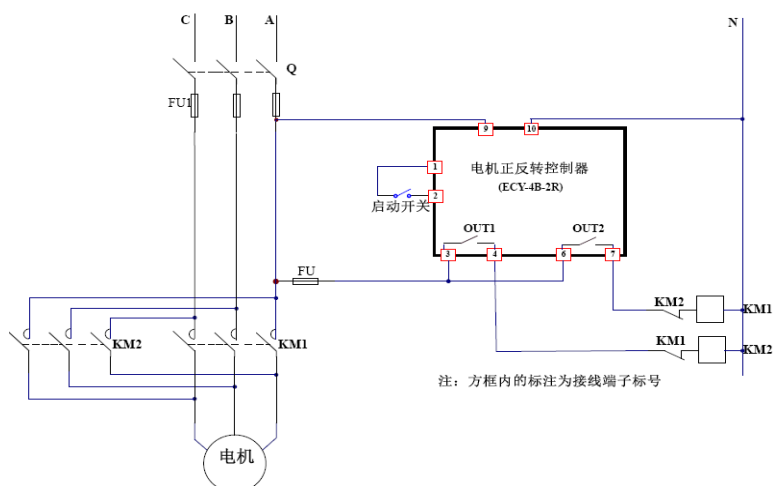 C B A N
Q
FU1
9 10
电机正反转控制器
(ECY-4B-2R)
1
2
启动开关
OUT1 OUT2
3 4 6 7
FU
KM2 KM1
KM1 KM2
KM2 KM1
注：方框内的标注为接线端子标号
电机